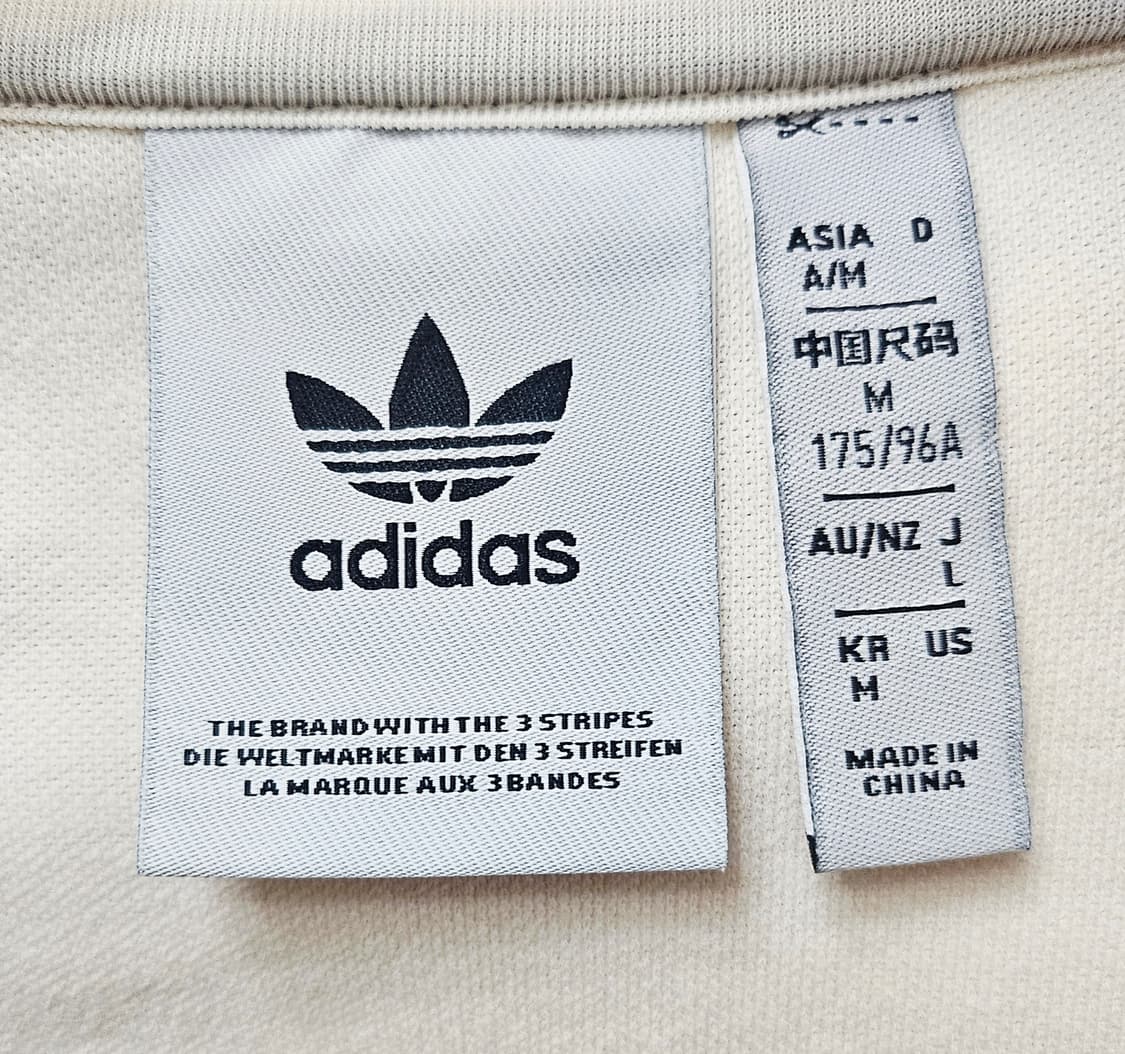 adidas
THE BRAND WITH THE 3 STRIPES
DIE WELTMARKE MIT DEN 3 STREIFEN
LA MARQUE AUX 3 BANDES
ASIA D
A/M
中国尺码
M
175/96A
AU/NZ J
L
KR US
M
MADE IN
CHINA